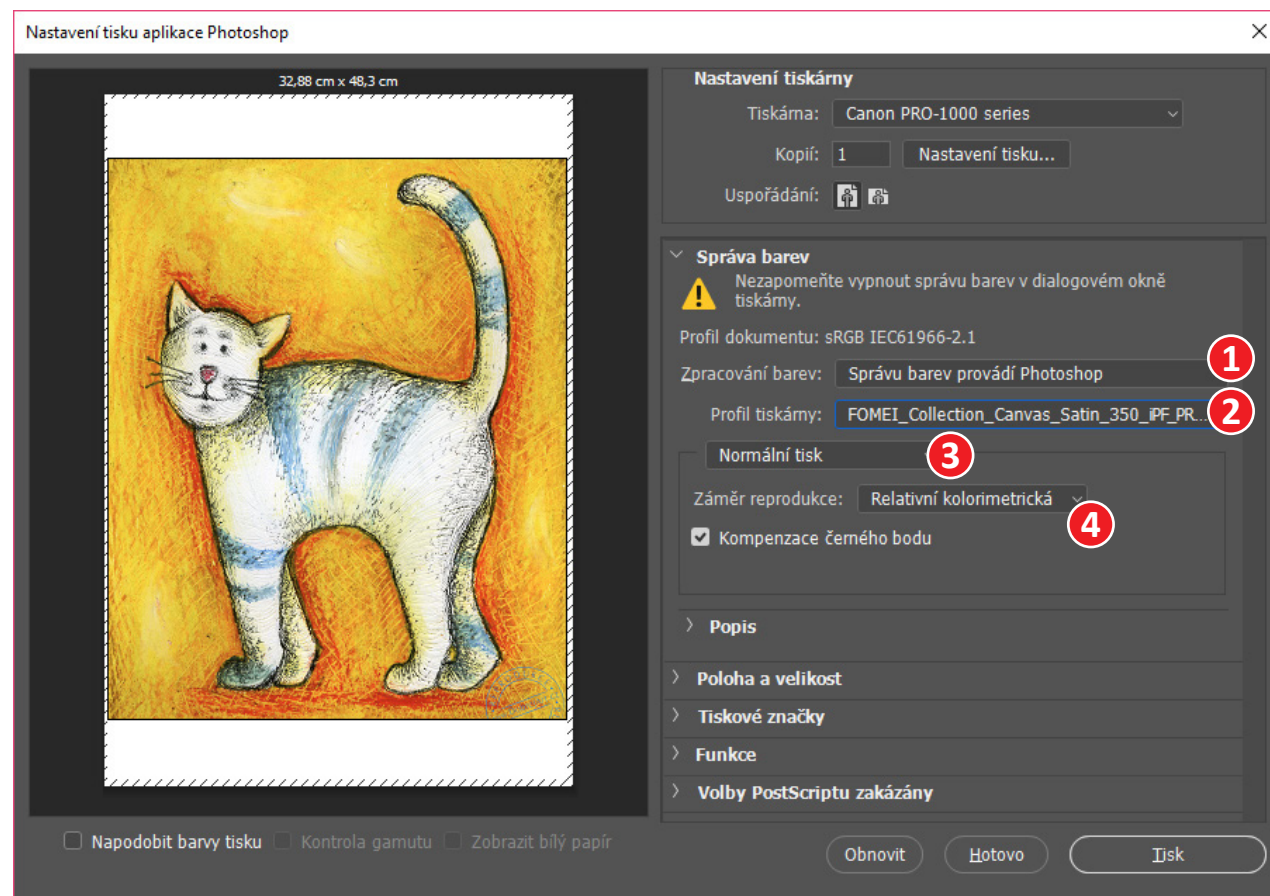 Nastavení tisku aplikace Photoshop
32,88 cm x 48,3 cm
Nastavení tiskárny
Tiskárna: Canon PRO-1000 series
Kopií: 1 Nastavení tisku...
Uspořádání:
Správa barev
Nezapomeňte vypnout správu barev v dialogovém okně
tiskárny.
Profil dokumentu: sRGB IEC61966-2.1
Zpracování barev: Správu barev provádí Photoshop 1
Profil tiskárny: FOMEI_Collection_Canvas_Satin_350_iPF_PR... 2
Normální tisk 3
Záměr reprodukce: Relativní kolorimetrická 4
Kompenzace černého bodu
Popis
Poloha a velikost
Tiskové značky
Funkce
Volby PostScriptu zakázány
Napodobit barvy tisku Kontrola gamutu Zobrazit bílý papír
Obnovit Hotovo Tisk